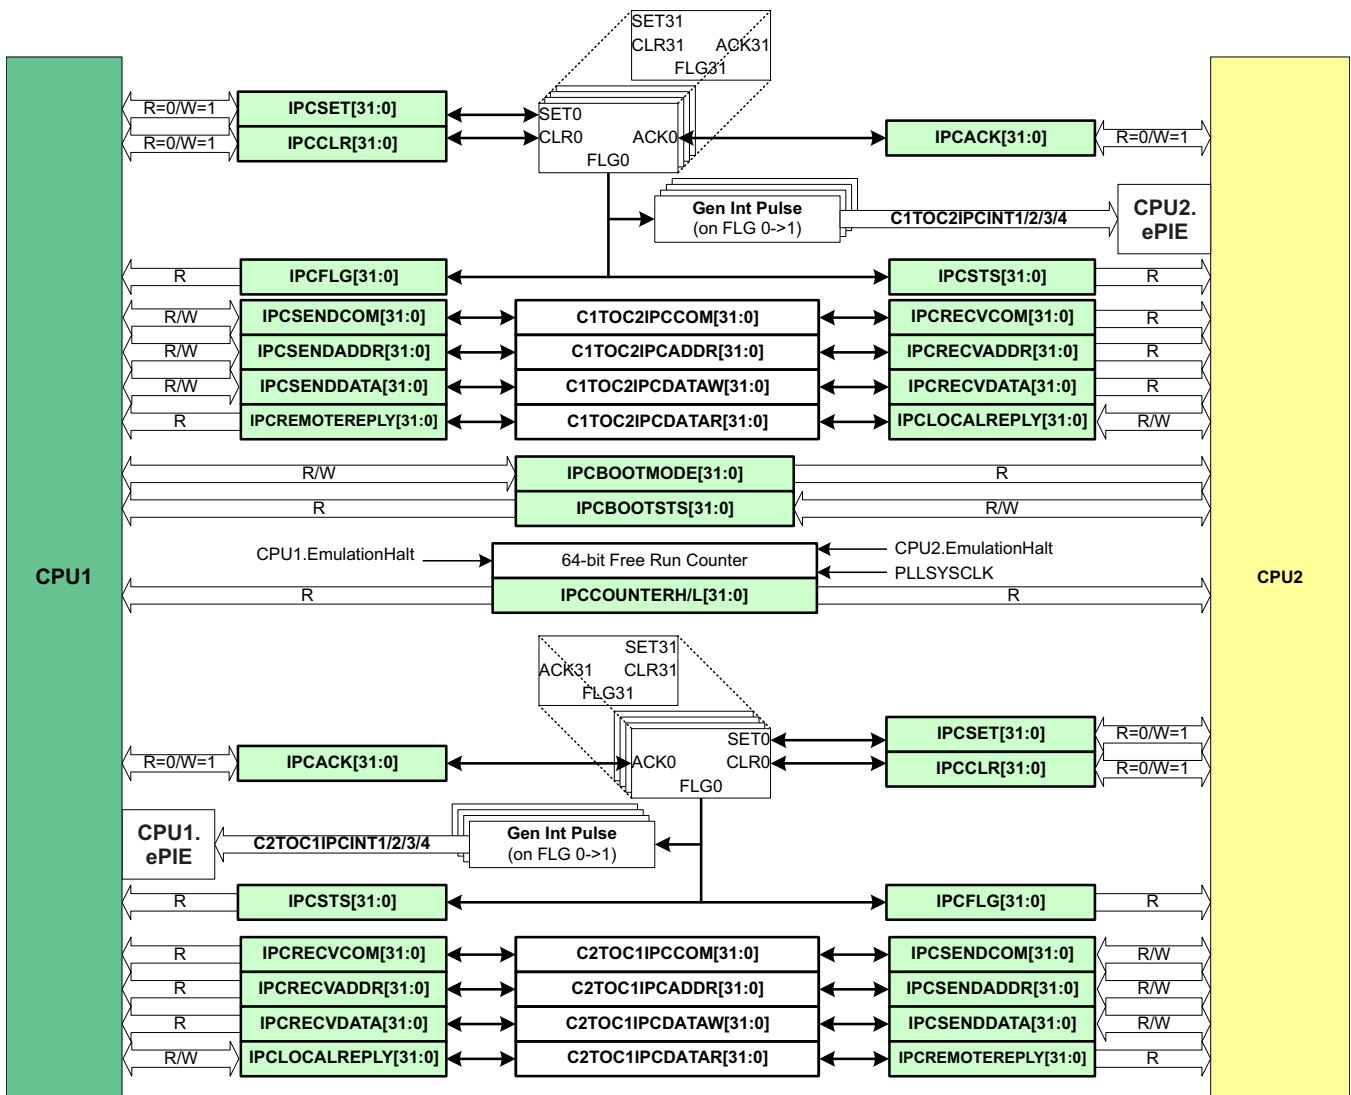 SET31
CLR31 ACK31
FLG31
R=0/W=1 IPCSET[31:0] SET0
R=0/W=1 IPCCLR[31:0] CLR0 ACK0 IPCACK[31:0] R=0/W=1
FLG0
Gen Int Pulse
(on FLG 0->1)
C1TOC2IPCINT1/2/3/4
CPU2.
ePIE
R IPCFLG[31:0] IPCSTS[31:0] R
R/W IPCSENDCOM[31:0] C1TOC2IPCCOM[31:0] IPCRECVCOM[31:0] R
R/W IPCSENDADDR[31:0] C1TOC2IPCADDR[31:0] IPCRECVADDR[31:0] R
R/W IPCSENDDATA[31:0] C1TOC2IPCDATAW[31:0] IPCRECVDATA[31:0] R
R IPCREMOTEREPLY[31:0] C1TOC2IPCDATAR[31:0] IPCLOCALREPLY[31:0] R/W
R/W IPCBOOTMODE[31:0] R
R IPCBOOTSTS[31:0] R/W
CPU1.EmulationHalt 64-bit Free Run Counter CPU2.EmulationHalt
PLLSYSCLK
CPU1
CPU2
R IPCCOUNTERH/L[31:0] R
SET31
ACK31 CLR31
FLG31
SET0 IPCSET[31:0] R=0/W=1
R=0/W=1 IPCACK[31:0] ACK0 CLR0 IPCCLR[31:0] R=0/W=1
FLG0
CPU1.
ePIE
C2TOC1IPCINT1/2/3/4
Gen Int Pulse
(on FLG 0->1)
R IPCSTS[31:0] IPCFLG[31:0] R
R IPCRECVCOM[31:0] C2TOC1IPCCOM[31:0] IPCSENDCOM[31:0] R/W
R IPCRECVADDR[31:0] C2TOC1IPCADDR[31:0] IPCSENDADDR[31:0] R/W
R IPCRECVDATA[31:0] C2TOC1IPCDATAW[31:0] IPCSENDDATA[31:0] R/W
R/W IPCLOCALREPLY[31:0] C2TOC1IPCDATAR[31:0] IPCREMOTEREPLY[31:0] R